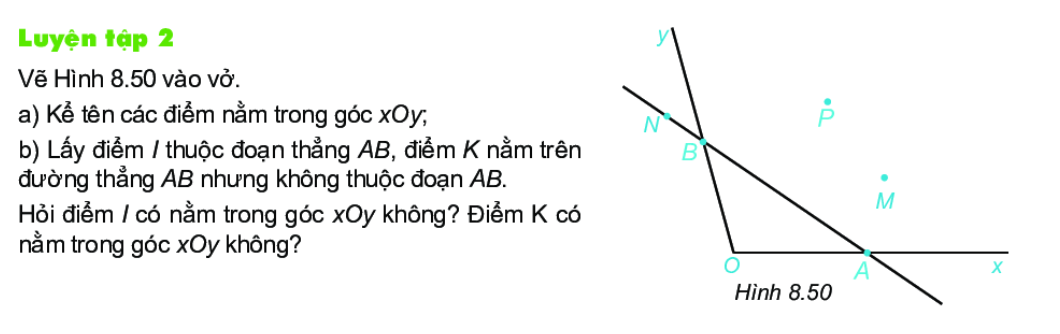 Luyện tập 2
Vẽ Hình 8.50 vào vở.
a) Kể tên các điểm nằm trong góc xOy;
b) Lấy điểm I thuộc đoạn thẳng AB, điểm K nằm trên
đường thẳng AB nhưng không thuộc đoạn AB.
Hỏi điểm I có nằm trong góc xOy không? Điểm K có
nằm trong góc xOy không?
y
N
P
B
M
O
A
x
Hình 8.50